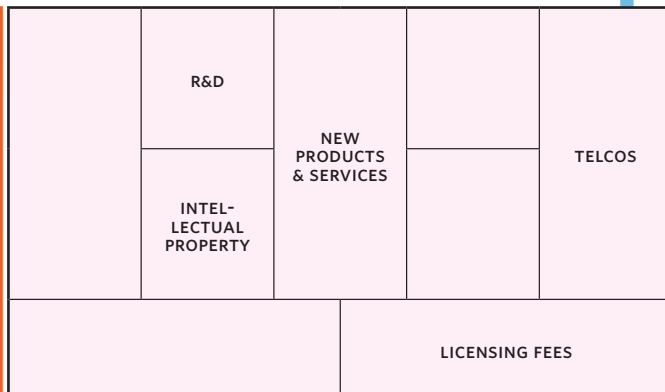 R&D
INTEL-
LECTUAL
PROPERTY
NEW
PRODUCTS
& SERVICES
TELCOS
LICENSING FEES